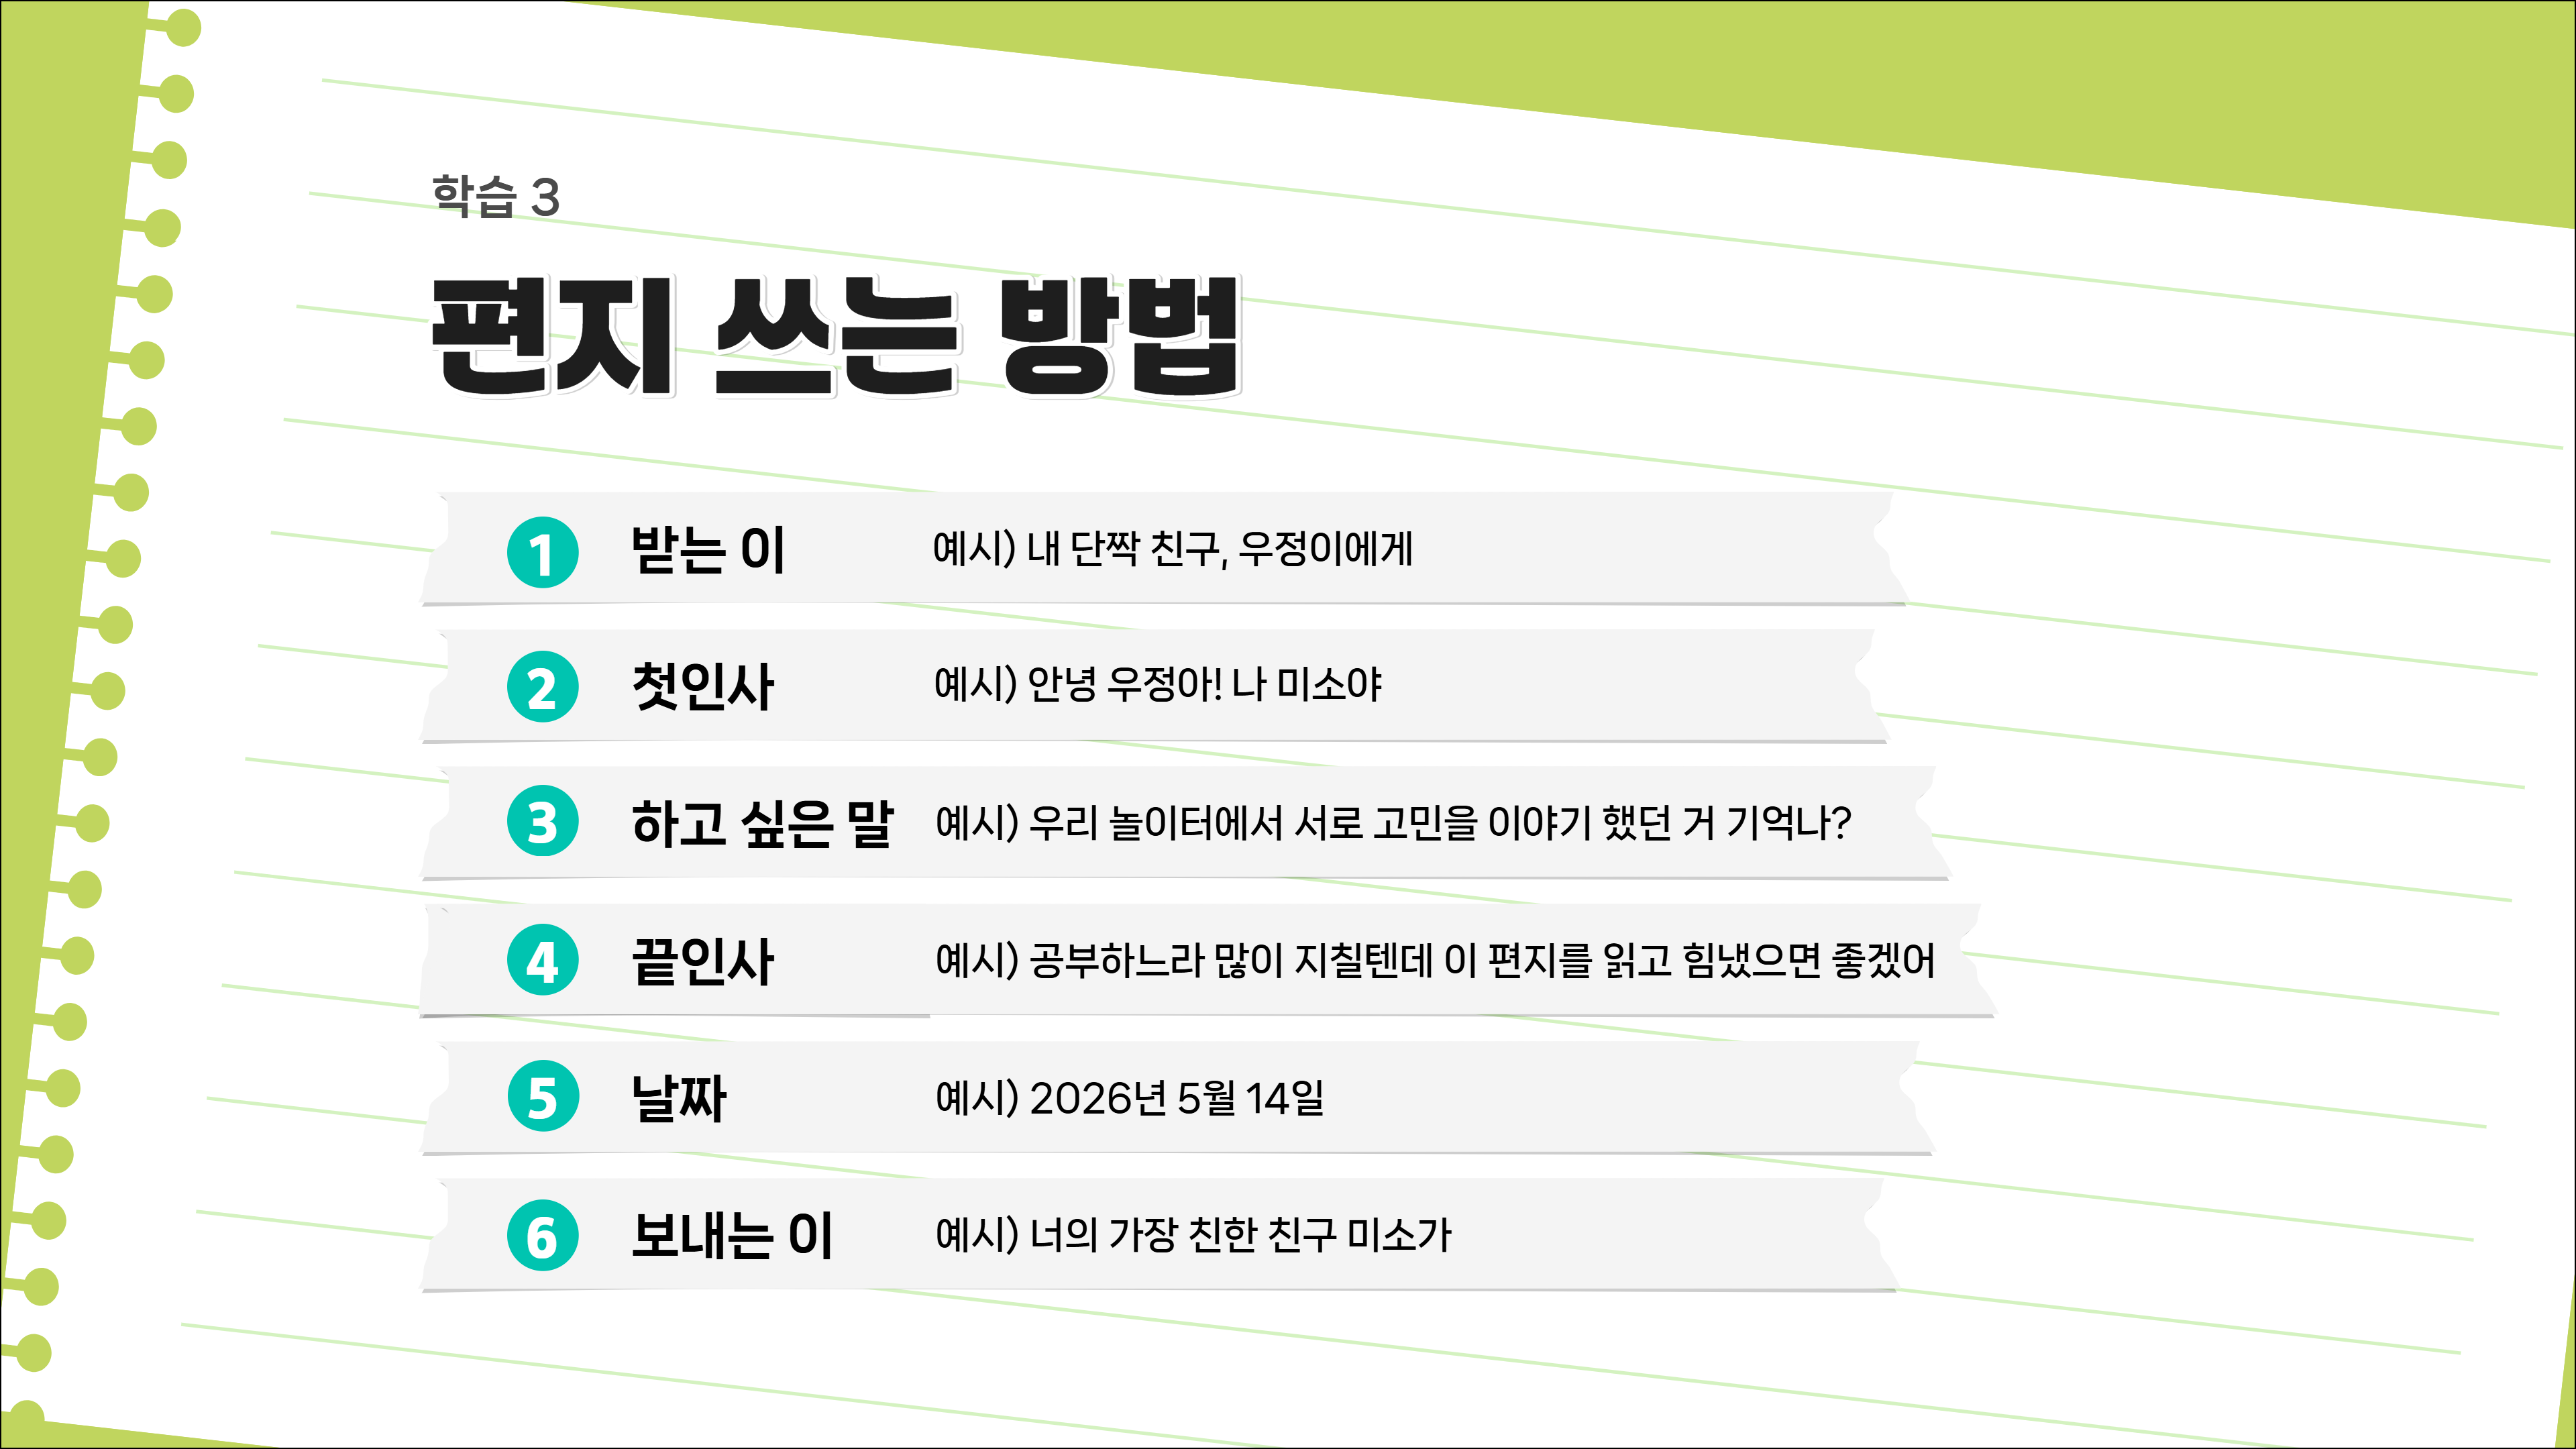 학습 3
편지 쓰는 방법
1 받는 이 예시) 내 단짝 친구, 우정이에게
2 첫인사 예시) 안녕 우정아! 나 미소야
3 하고 싶은 말 예시) 우리 놀이터에서 서로 고민을 이야기 했던 거 기억나?
4 끝인사 예시) 공부하느라 많이 지칠텐데 이 편지를 읽고 힘냈으면 좋겠어
5 날짜 예시) 2026년 5월 14일
6 보내는 이 예시) 너의 가장 친한 친구 미소가